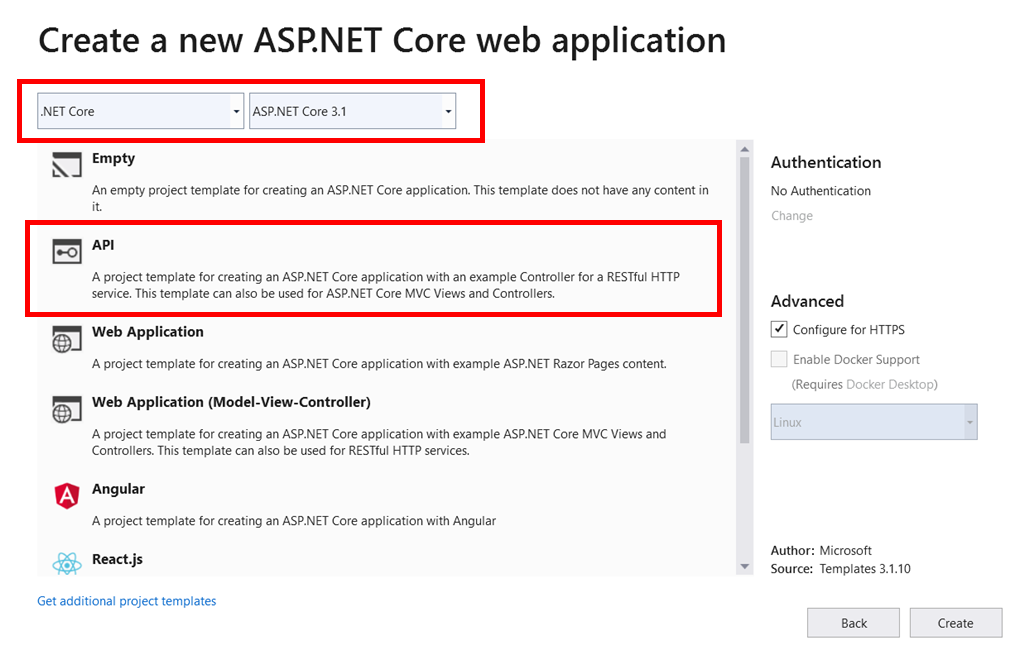 Create a new ASP.NET Core web application
.NET Core
ASP.NET Core 3.1
Empty
An empty project template for creating an ASP.NET Core application. This template does not have any content in
it.
API
A project template for creating an ASP.NET Core application with an example Controller for a RESTful HTTP
service. This template can also be used for ASP.NET Core MVC Views and Controllers.
Web Application
A project template for creating an ASP.NET Core application with example ASP.NET Razor Pages content.
Web Application (Model-View-Controller)
A project template for creating an ASP.NET Core application with example ASP.NET Core MVC Views and
Controllers. This template can also be used for RESTful HTTP services.
Angular
A project template for creating an ASP.NET Core application with Angular
React.js
Get additional project templates
Authentication
No Authentication
Change
Advanced
Configure for HTTPS
Enable Docker Support
(Requires Docker Desktop)
Linux
Author: Microsoft
Source: Templates 3.1.10
Back
Create